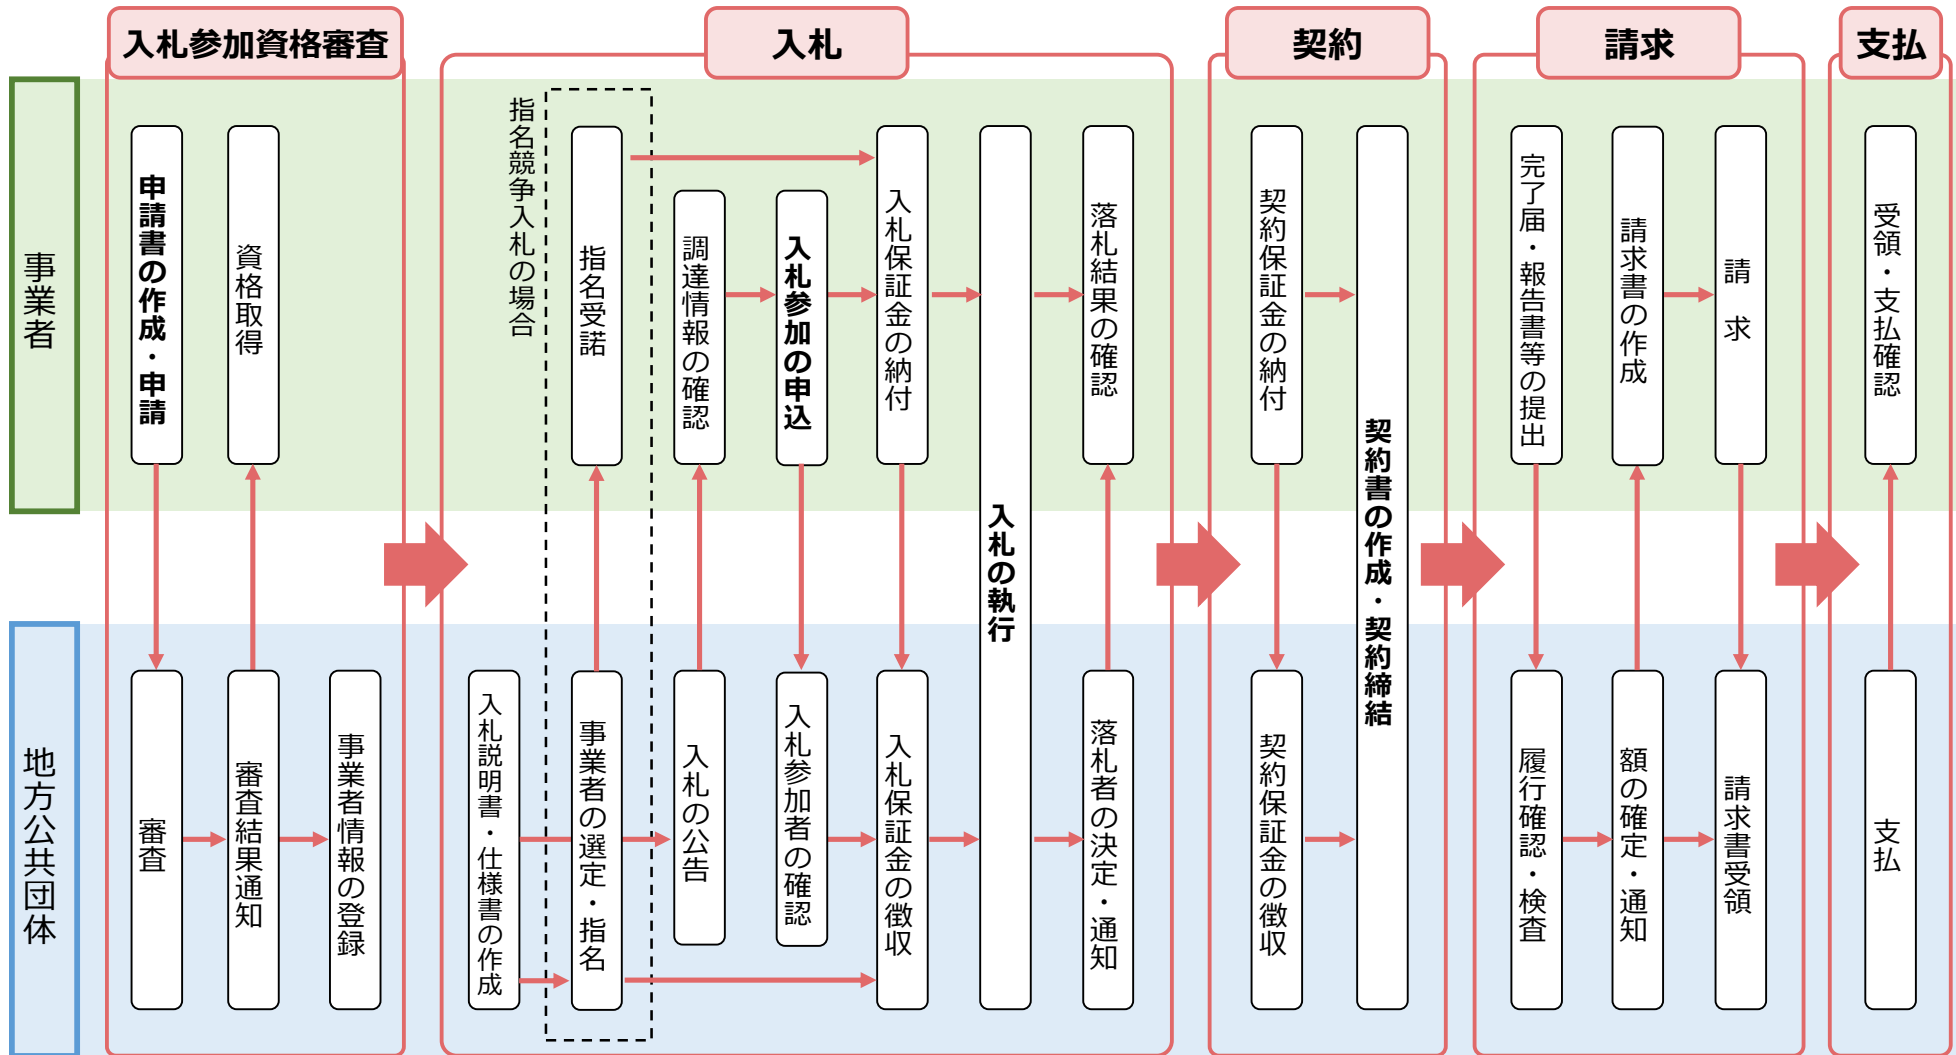 入札参加資格審査
入札
契約
請求
支払
事業者
申請書の作成・申請
資格取得
指名競争入札の場合
指名受諾
調達情報の確認
入札参加の申込
入札保証金の納付
入札の執行
落札結果の確認
契約保証金の納付
契約書の作成・契約締結
完了届・報告書等の提出
請求書の作成
請　求
受領・支払確認
地方公共団体
審査
審査結果通知
事業者情報の登録
入札説明書・仕様書の作成
事業者の選定・指名
入札の公告
入札参加者の確認
入札保証金の徴収
落札者の決定・通知
契約保証金の徴収
履行確認・検査
額の確定・通知
請求書受領
支払